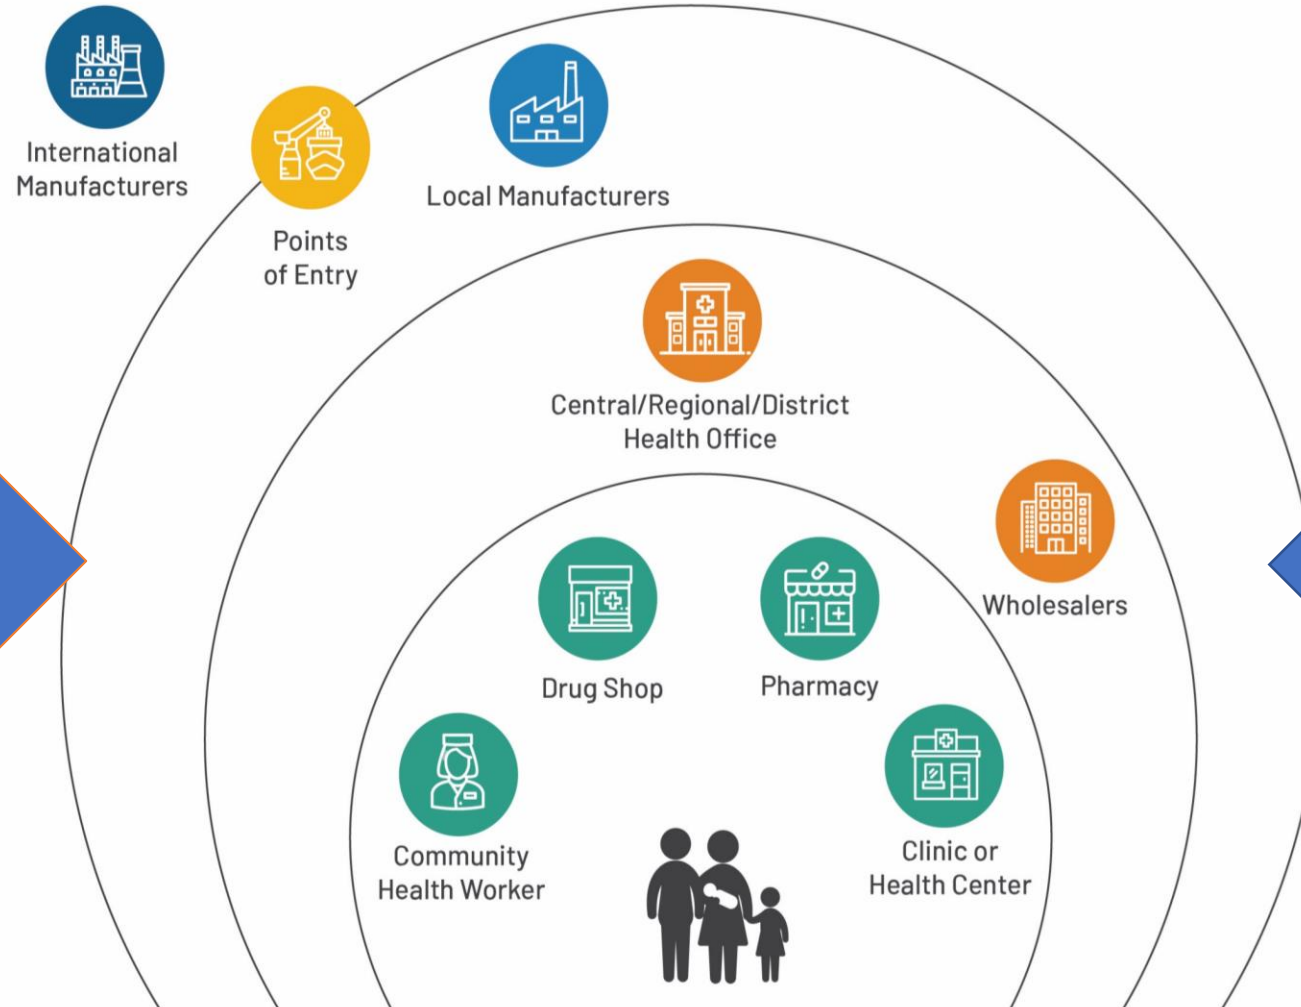 International
Manufacturers
Points
of Entry
Local Manufacturers
Central/Regional/District
Health Office
Wholesalers
Drug Shop
Pharmacy
Community
Health Worker
Clinic or
Health Center